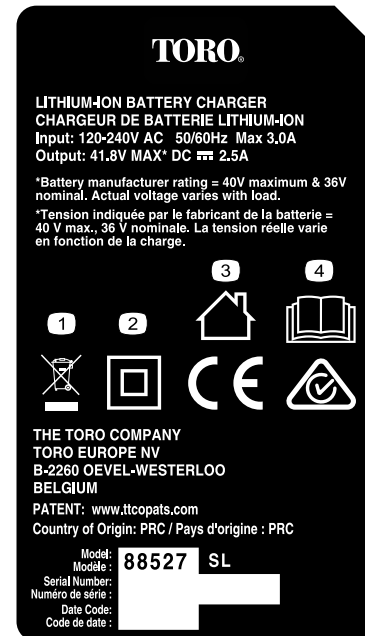 TORO®
LITHIUM-ION BATTERY CHARGER
CHARGEUR DE BATTERIE LITHIUM-ION
Input: 120-240V AC 50/60Hz Max 3.0A
Output: 41.8V MAX* DC ⎓ 2.5A
*Battery manufacturer rating = 40V maximum & 36V
nominal. Actual voltage varies with load.
*Tension indiquée par le fabricant de la batterie =
40 V max., 36 V nominale. La tension réelle varie
en fonction de la charge.
3 4
1 2
CE
THE TORO COMPANY
TORO EUROPE NV
B-2260 OEVEL-WESTERLOO
BELGIUM
PATENT: www.ttcopats.com
Country of Origin: PRC / Pays d'origine : PRC
Model:
Modèle : 88527 SL
Serial Number:
Numéro de série :
Date Code:
Code de date :